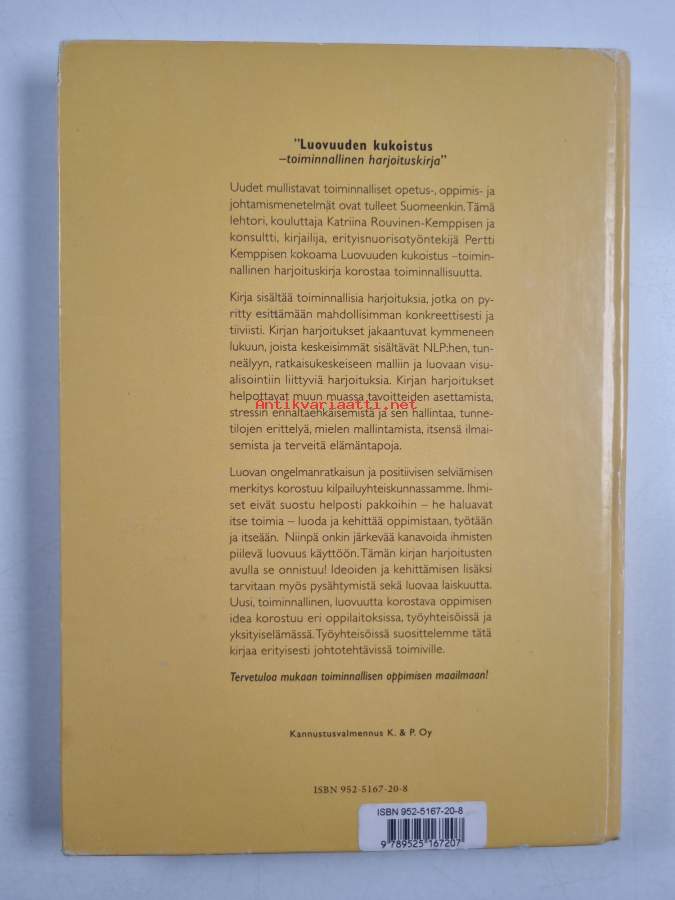 "Luovuuden kukoistus
–toiminnallinen harjoituskirja"
Uudet mullistavat toiminnalliset opetus-, oppimis- ja
johtamismenetelmät ovat tulleet Suomeenkin. Tämä
lehtori, kouluttaja Katriina Rouvinen-Kemppisen ja
konsultti, kirjailija, erityisnuorisotyöntekijä Pertti
Kemppisen kokoama Luovuuden kukoistus –toimin-
nallinen harjoituskirja korostaa toiminnallisuutta.
Kirja sisältää toiminnallisia harjoituksia, jotka on py-
ritty esittämään mahdollisimman konkreettisesti ja
tiiviisti. Kirjan harjoitukset jakaantuvat kymmeneen
lukuun, joista keskeisimmät sisältävät NLP:hen, tun-
neälyyn, ratkaisukeskeiseen malliin ja luovaan visu-
alisointiin liittyviä harjoituksia. Kirjan harjoitukset
helpottavat muun muassa tavoitteiden asettamista,
Antikvariaatti.net
stressin ennaltaehkäisemistä ja sen hallintaa, tunne-
tilojen erittelyä, mielen mallintamista, itsensä ilmai-
semista ja terveitä elämäntapoja.
Luovan ongelmanratkaisun ja positiivisen selviämisen
merkitys korostuu kilpailuyhteiskunnassamme. Ihmi-
set eivät suostu helposti pakkoihin – he haluavat
itse toimia – luoda ja kehittää oppimistaan, työtään
ja itseään. Niinpä onkin järkevää kanavoida ihmisten
piilevä luovuus käyttöön. Tämän kirjan harjoitusten
avulla se onnistuu! Ideoiden ja kehittämisen lisäksi
tarvitaan myös pysähtymistä sekä luovaa laiskuutta.
Uusi, toiminnallinen, luovuutta korostava oppimisen
idea korostuu eri oppilaitoksissa, työyhteisöissä ja
yksityiselämässä. Työyhteisöissä suosittelemme tätä
kirjaa erityisesti johtotehtävissä toimiville.
Tervetuloa mukaan toiminnallisen oppimisen maailmaan!
Kannustusvalmennus K. & P. Oy
ISBN 952-5167-20-8
ISBN 952-5167-20-8
9 789525 167207